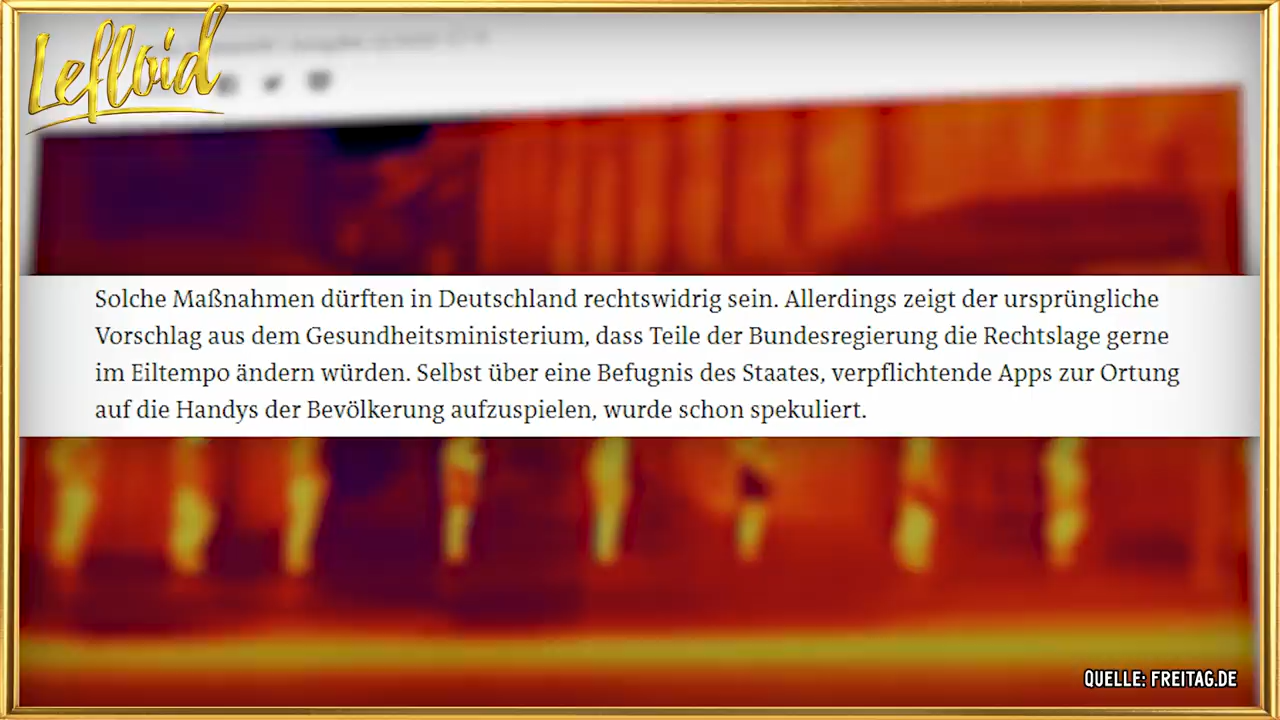 Lefloid
Solche Maßnahmen dürften in Deutschland rechtswidrig sein. Allerdings zeigt der ursprüngliche
Vorschlag aus dem Gesundheitsministerium, dass Teile der Bundesregierung die Rechtslage gerne
im Eiltempo ändern würden. Selbst über eine Befugnis des Staates, verpflichtende Apps zur Ortung
auf die Handys der Bevölkerung aufzuspielen, wurde schon spekuliert.
QUELLE: FREITAG.DE